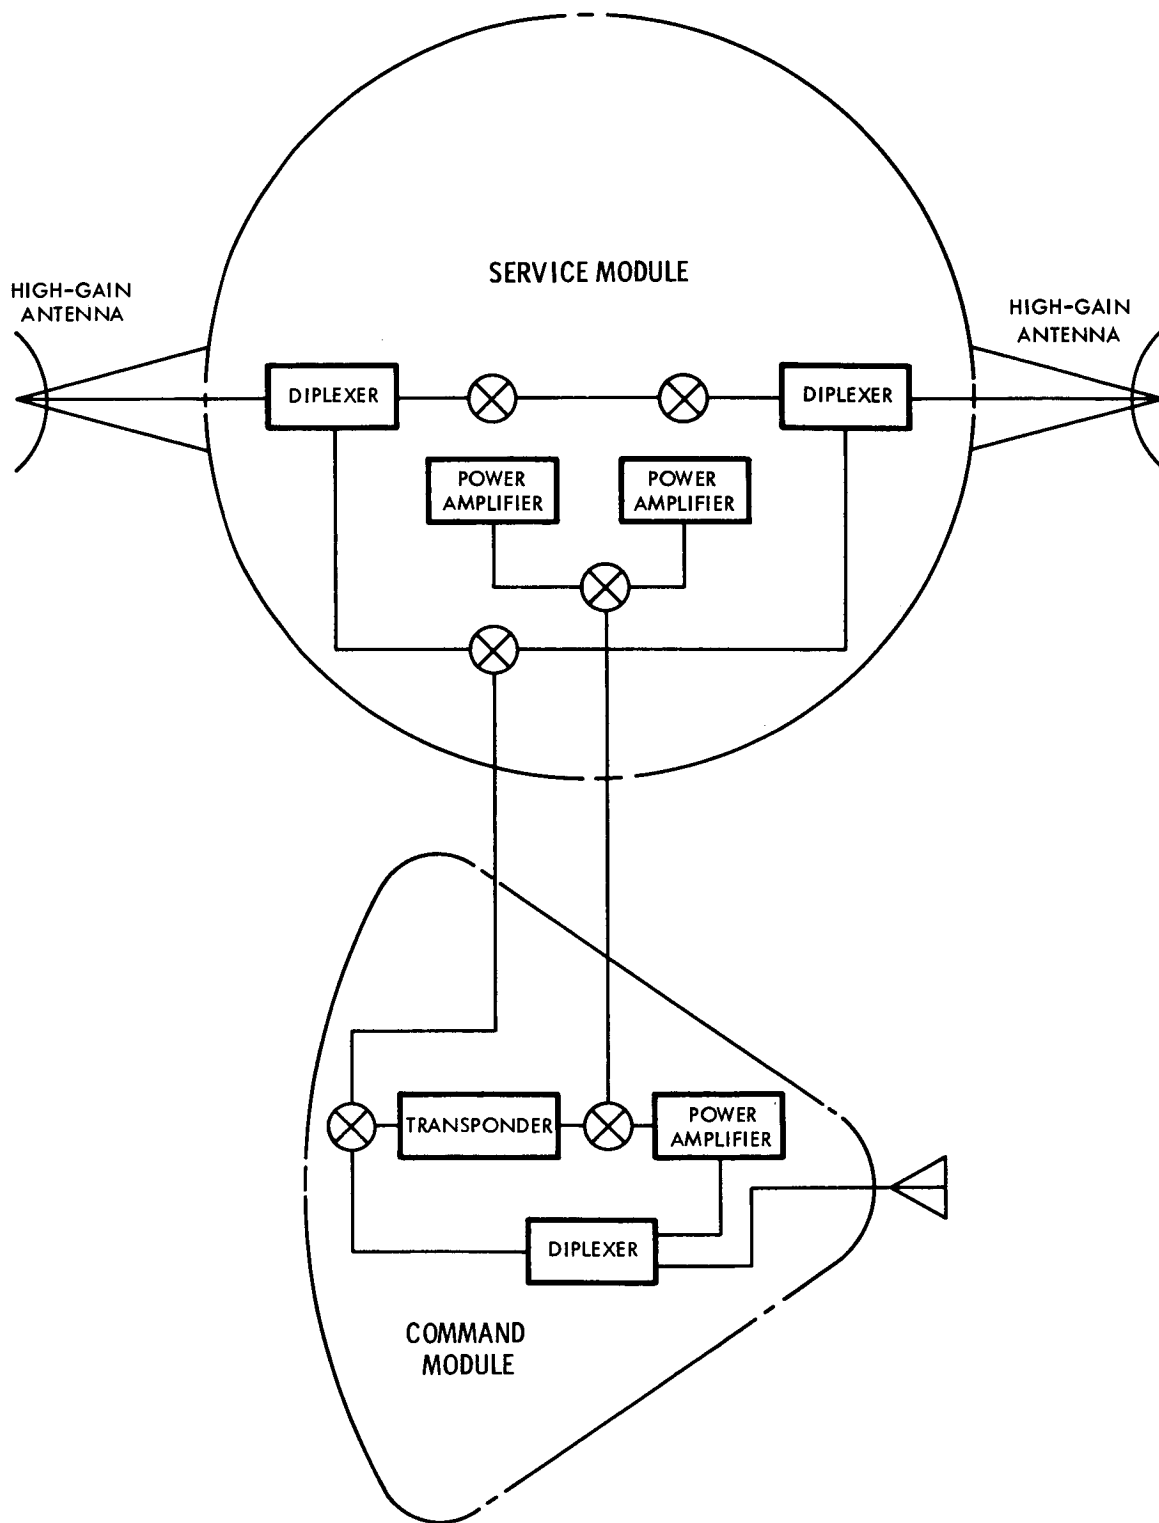 SERVICE MODULE
HIGH-GAIN
ANTENNA
HIGH-GAIN
ANTENNA
DIPLEXER
DIPLEXER
POWER
AMPLIFIER
POWER
AMPLIFIER
TRANSPONDER
POWER
AMPLIFIER
DIPLEXER
COMMAND
MODULE